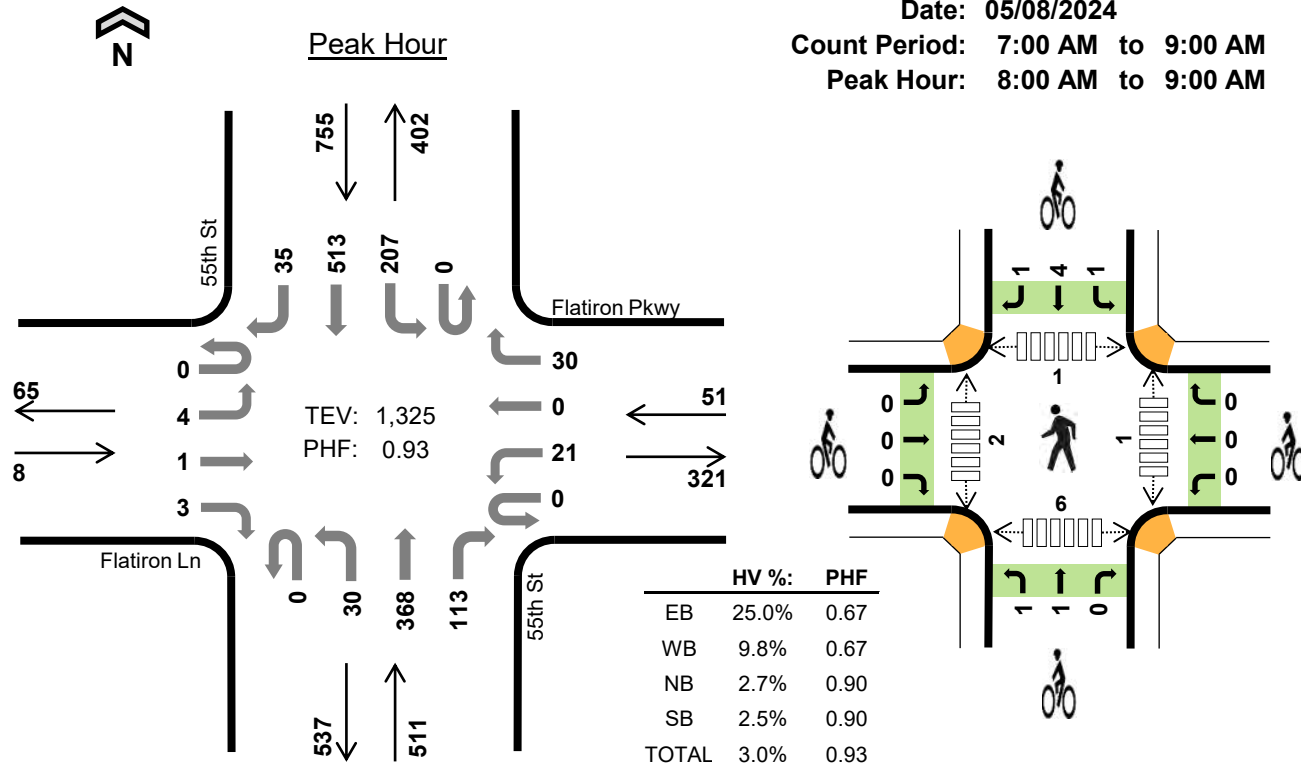 Date: 05/08/2024
Count Period: 7:00 AM to 9:00 AM
Peak Hour: 8:00 AM to 9:00 AM
N
Peak Hour
755
402
55th St
35
513
207
0
Flatiron Pkwy
0
4
1
3
65
8
TEV: 1,325
PHF: 0.93
30
0
21
0
51
321
Flatiron Ln
0
30
368
113
55th St
537
511
HV %: PHF
EB 25.0% 0.67
WB 9.8% 0.67
NB 2.7% 0.90
SB 2.5% 0.90
TOTAL 3.0% 0.93
1 4 1
1
0
0
0
2
1
0
0
0
6
1 1 0